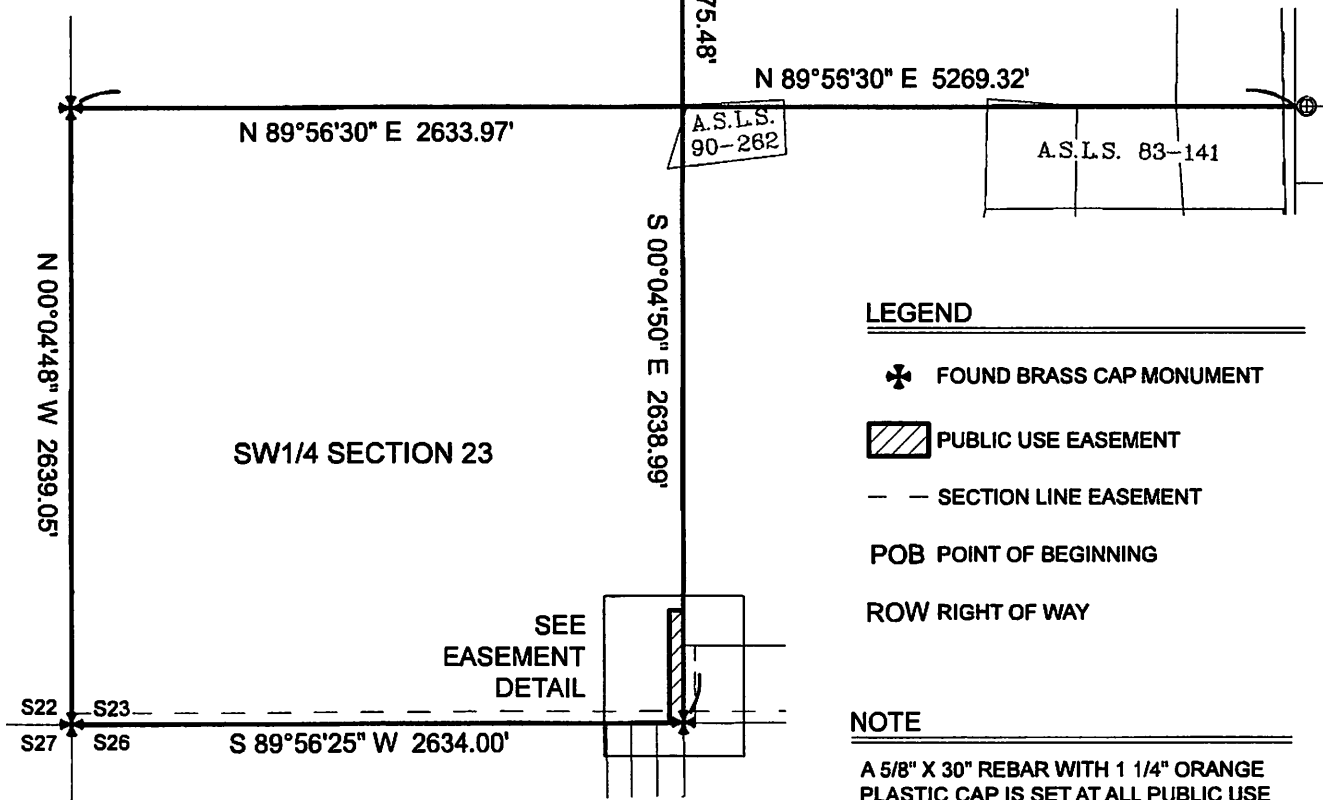 75.48'
N 89°56'30" E 5269.32'
N 89°56'30" E 2633.97'
A.S.L.S.
90-262
A.S.L.S. 83-141
N 00°04'48" W 2639.05'
S 00°04'50" E 2638.99'
SW1/4 SECTION 23
LEGEND
FOUND BRASS CAP MONUMENT
PUBLIC USE EASEMENT
SECTION LINE EASEMENT
POB POINT OF BEGINNING
ROW RIGHT OF WAY
SEE
EASEMENT
DETAIL
S22 S23
S27 S26
S 89°56'25" W 2634.00'
NOTE
A 5/8" X 30" REBAR WITH 1 1/4" ORANGE
PLASTIC CAP IS SET AT ALL PUBLIC USE